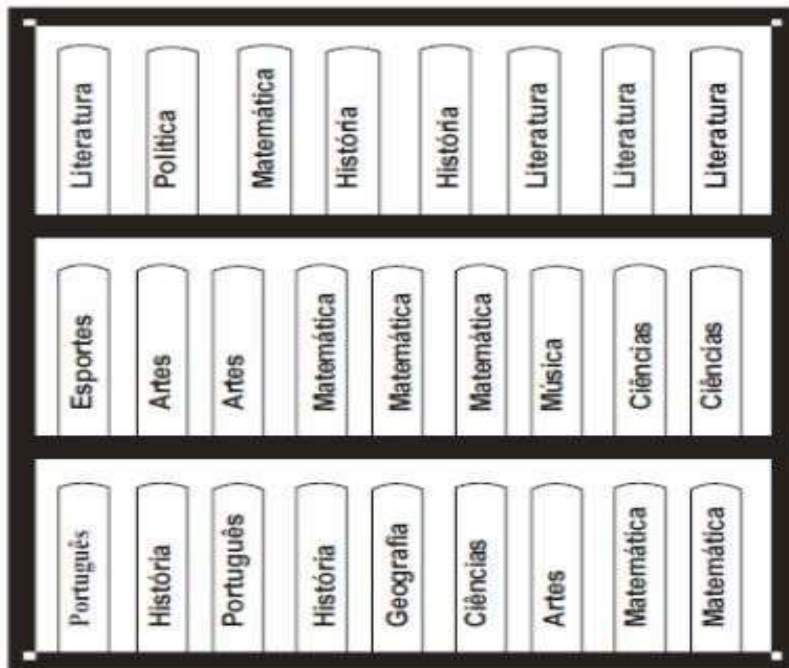 Literatura
Política
Matemática
História
História
Literatura
Literatura
Literatura
Esportes
Artes
Artes
Matemática
Matemática
Matemática
Música
Ciências
Ciências
Português
História
Português
História
Geografia
Ciências
Artes
Matemática
Matemática